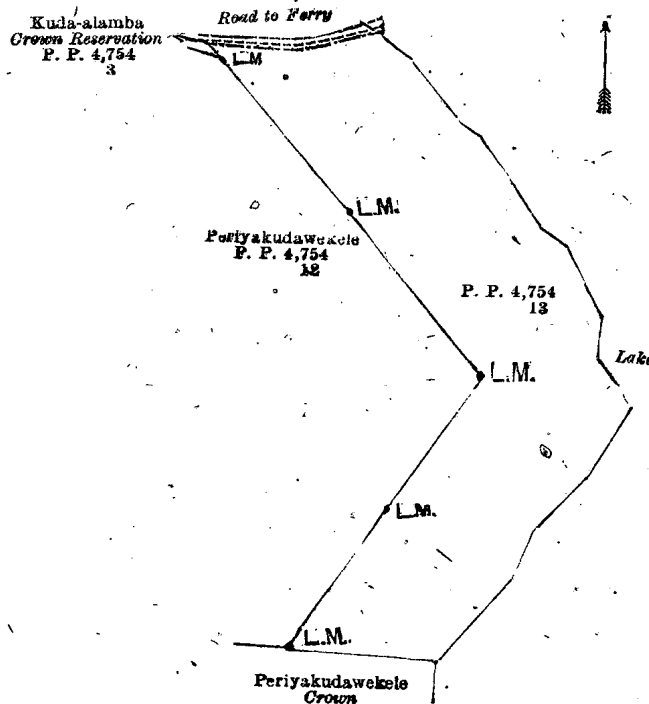 Road to Ferry
Kuda-alamba
Crown Reservation
P. P. 4,754
3
L.M
L.M.
Periyakudawekele
P. P. 4,754
12
P. P. 4,754
13
Lake
L.M.
L.M.
L.M.
Periyakudawekele
Crown